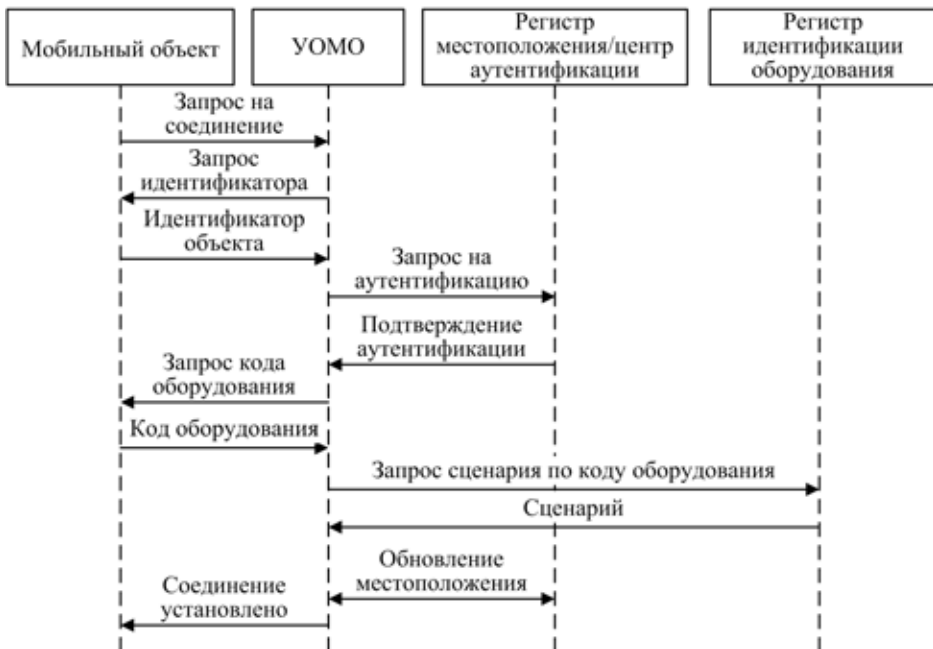 Мобильный объект
УОМО
Регистр
местоположения/центр
аутентификации
Регистр
идентификации
оборудования
Запрос на
соединение
Запрос
идентификатора
Идентификатор
объекта
Запрос на
аутентификацию
Подтверждение
аутентификации
Запрос кода
оборудования
Код оборудования
Запрос сценария по коду оборудования
Сценарий
Обновление
местоположения
Соединение
установлено